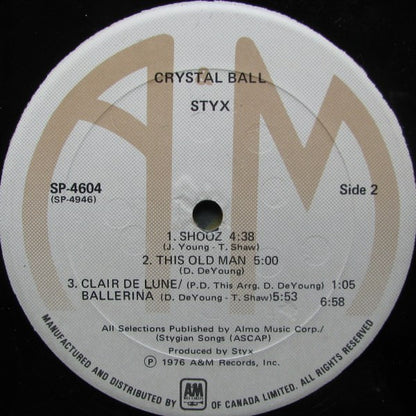 CRYSTAL BALL
STYX
SP-4604
(SP-4946)
Side 2
1. SHOOZ 4:38
(J. Young - T. Shaw)
2. THIS OLD MAN 5:00
(D. DeYoung)
3. CLAIR DE LUNE/ (P.D. This Arrg. D. DeYoung) 1:05
BALLERINA (D. DeYoung - T. Shaw) 5:53
6:58
All Selections Published by Almo Music Corp./
Stygian Songs (ASCAP)
Produced by Styx
℗ 1976 A&M Records, Inc.
MANUFACTURED AND DISTRIBUTED BY A&M RECORDS OF CANADA LIMITED. ALL RIGHTS RESERVED.